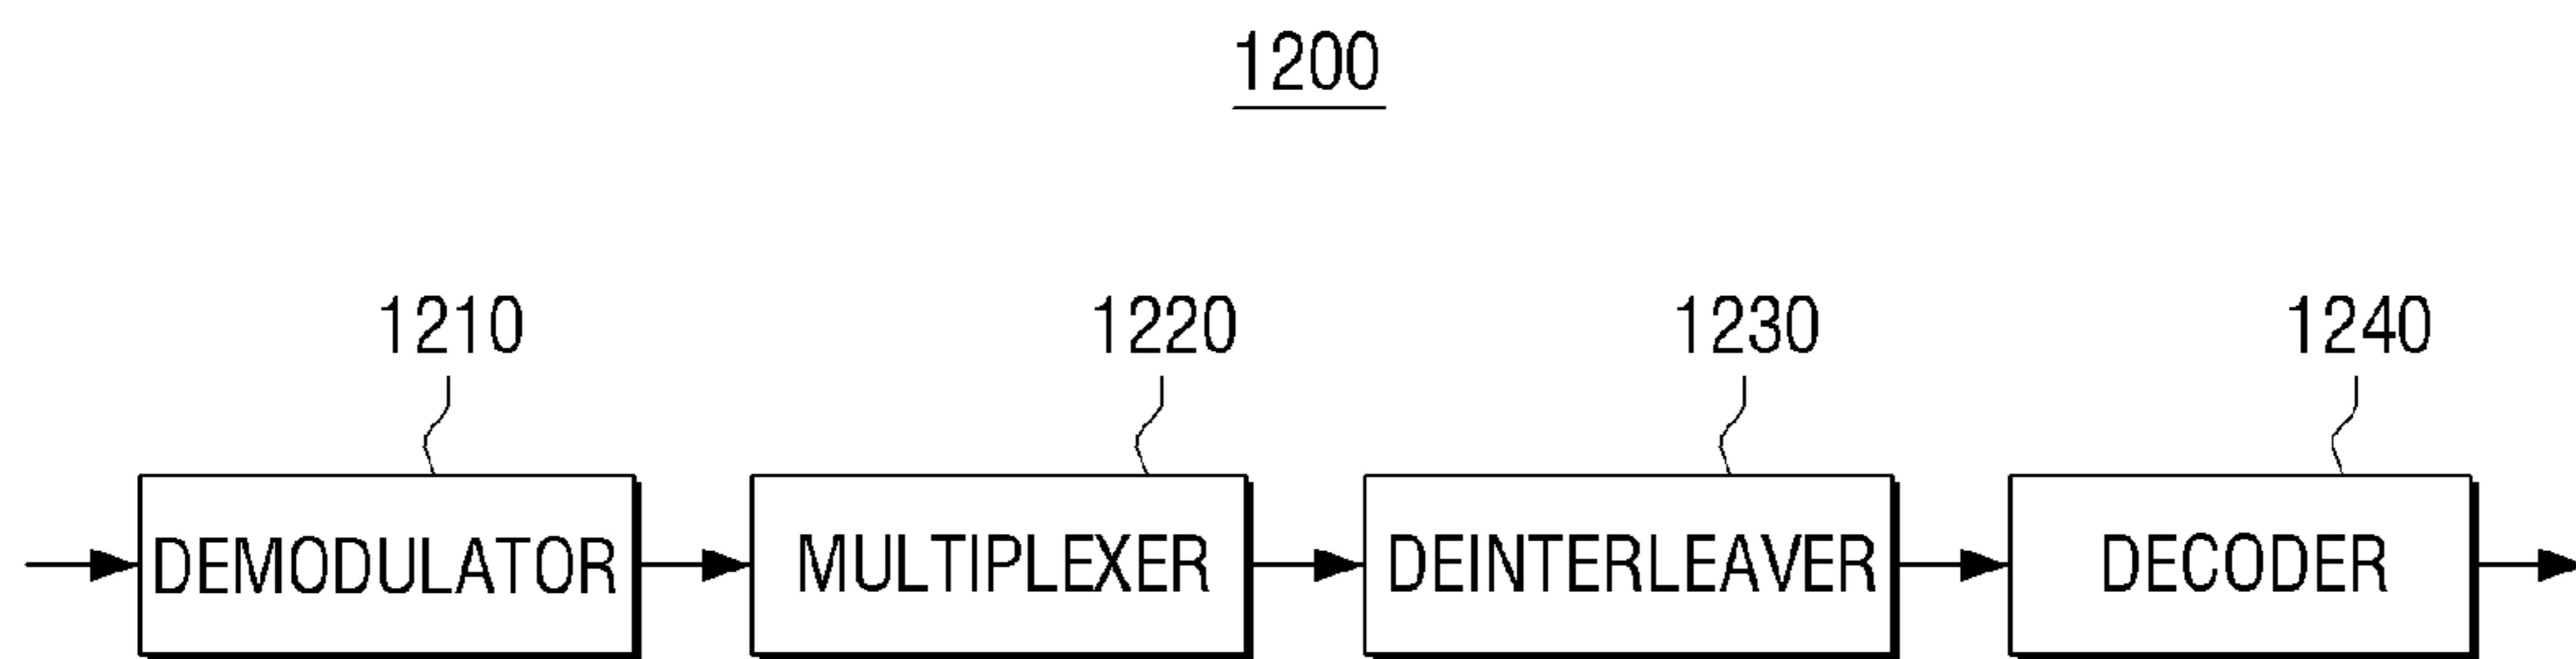 1200
1210 1220 1230 1240
DEMODULATOR MULTIPLEXER DEINTERLEAVER DECODER